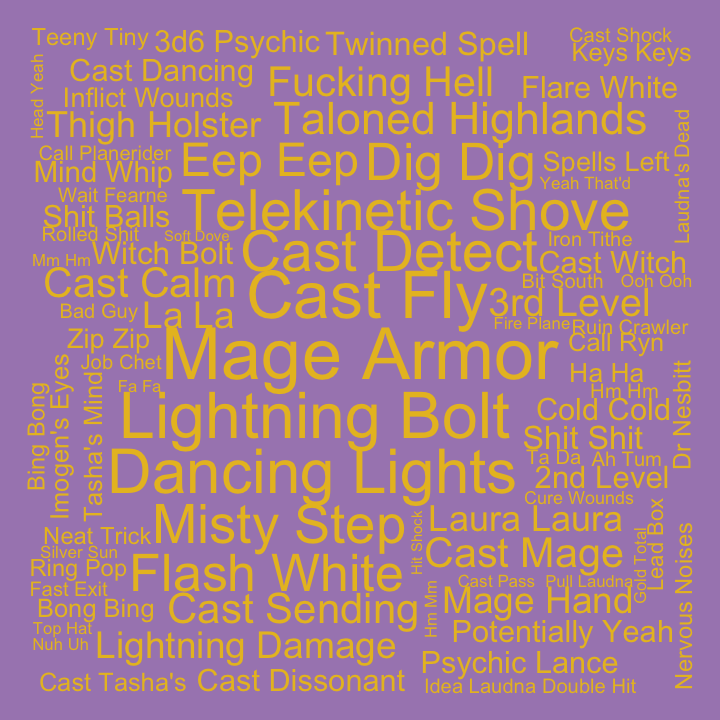 Teeny Tiny
3d6 Psychic
Twinned Spell
Cast Shock
Keys Keys
Head Yeah
Cast Dancing
Fucking Hell
Flare White
Inflict Wounds
Thigh Holster
Taloned Highlands
Laudna's Dead
Call Planerider
Mind Whip
Eep Eep
Dig Dig
Spells Left
Yeah That'd
Wait Fearne
Shit Balls
Telekinetic Shove
Rolled Shit
Soft Dove
Iron Tithe
Mm Hm
Witch Bolt
Cast Detect
Cast Witch
Cast Calm
Cast Fly
Bit South
Ooh Ooh
3rd Level
Bad Guy
La La
Fire Plane
Ruin Crawler
Zip Zip
Mage Armor
Call Ryn
Job Chet
Ha Ha
Fa Fa
Hm Hm
Bing Bong
Imogen's Eyes
Tasha's Mind
Lightning Bolt
Cold Cold
Dr Nesbitt
Shit Shit
Dancing Lights
Ta Da
Ah Tum
2nd Level
Cure Wounds
Misty Step
Laura Laura
Neat Trick
Hit Shock
Lead Box
Gold Total
Nervous Noises
Silver Sun
Cast Mage
Ring Pop
Flash White
Fast Exit
Cast Pass
Pull Laudna
Bong Bing
Cast Sending
Hm Mm
Mage Hand
Top Hat
Potentially Yeah
Nuh Uh
Lightning Damage
Psychic Lance
Cast Tasha's
Cast Dissonant
Idea Laudna
Double Hit